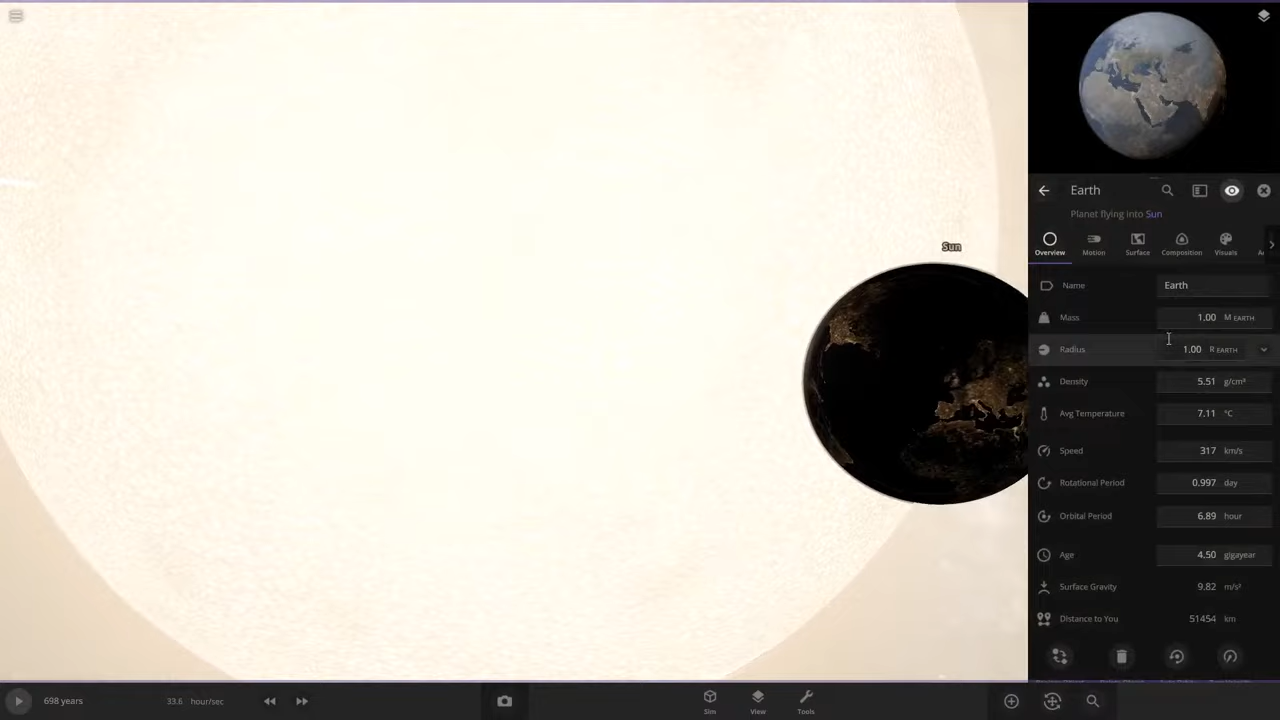 Earth
Planet flying into Sun
Overview
Motion
Surface
Composition
Visuals
Sun
Name Earth
Mass 1.00 M EARTH
Radius 1.00 R EARTH
Density 5.51 g/cm³
Avg Temperature 7.11 °C
Speed 317 km/s
Rotational Period 0.997 day
Orbital Period 6.89 hour
Age 4.50 gigayear
Surface Gravity 9.82 m/s²
Distance to You 51454 km
698 years
33.6 hour/sec
Sim
View
Tools